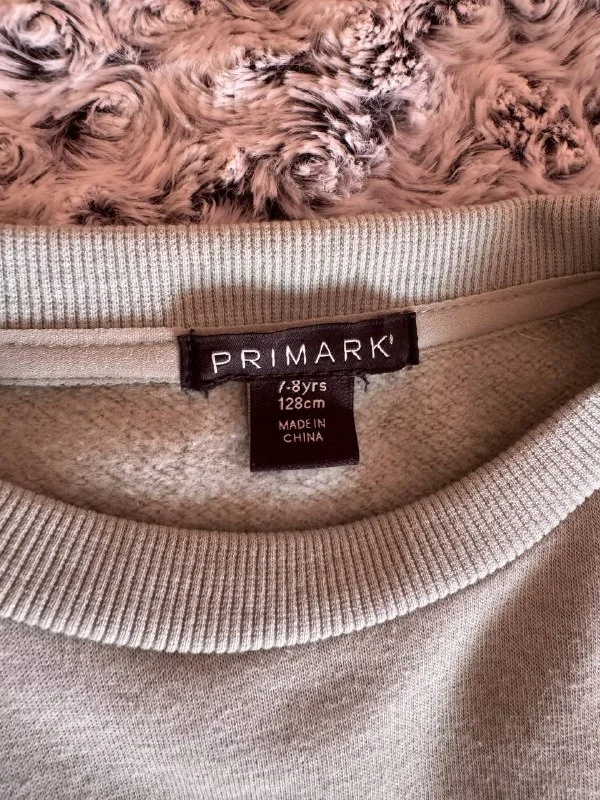 PRIMARK'
7-8yrs
128cm
MADE IN
CHINA